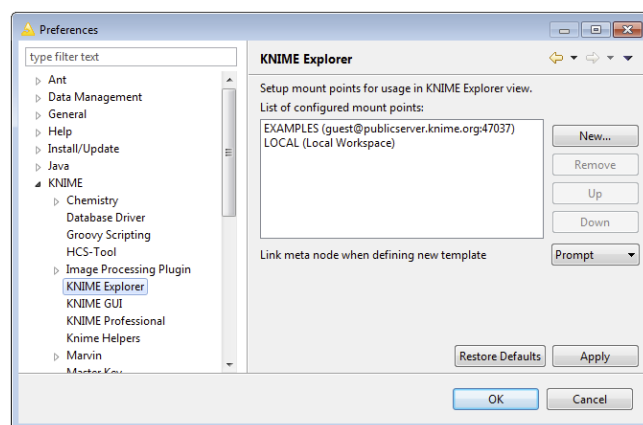 Preferences
type filter text
Ant
Data Management
General
Help
Install/Update
Java
KNIME
Chemistry
Database Driver
Groovy Scripting
HCS-Tool
Image Processing Plugin
KNIME Explorer
KNIME GUI
KNIME Professional
Knime Helpers
Marvin
Master Key
KNIME Explorer
Setup mount points for usage in KNIME Explorer view.
List of configured mount points:
EXAMPLES (guest@publicserver.knime.org:47037)
LOCAL (Local Workspace)
New...
Remove
Up
Down
Link meta node when defining new template
Prompt
Restore Defaults
Apply
OK
Cancel